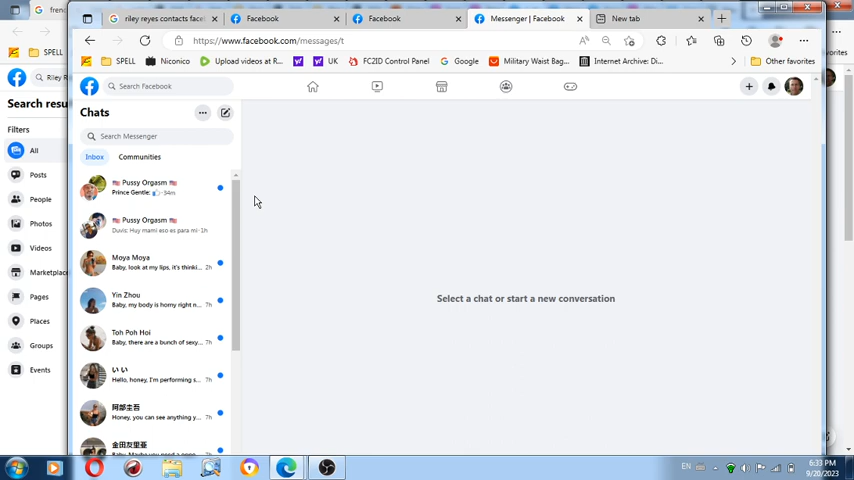 frenc
riley reyes contacts facel
Facebook
Facebook
Messenger | Facebook
New tab
https://www.facebook.com/messages/t
SPELL
SPELL
Niconico
Upload videos at R...
UK
FC2ID Control Panel
Google
Military Waist Bag...
Internet Archive: Di...
Other favorites
vorites
Riley R
Search Facebook
Search resu
Chats
Filters
Search Messenger
All
Inbox
Communities
Posts
🇺🇸 Pussy Orgasm 🇺🇸
Prince Gentle: 👍 · 34m
People
Photos
🇺🇸 Pussy Orgasm 🇺🇸
Duvis: Huy mami eso es para mi · 1h
Videos
Moya Moya
Baby, look at my lips, it's thinki... 2h
Marketplace
Pages
Yin Zhou
Baby, my body is horny right n... 7h
Select a chat or start a new conversation
Places
Toh Poh Hoi
Baby, there are a bunch of sexy... 7h
Groups
Events
い い
Hello, honey, I'm performing s... 7h
阿部圭吾
Honey, you can see anything y... 7h
金田友里亜
EN
6:33 PM
9/20/2023